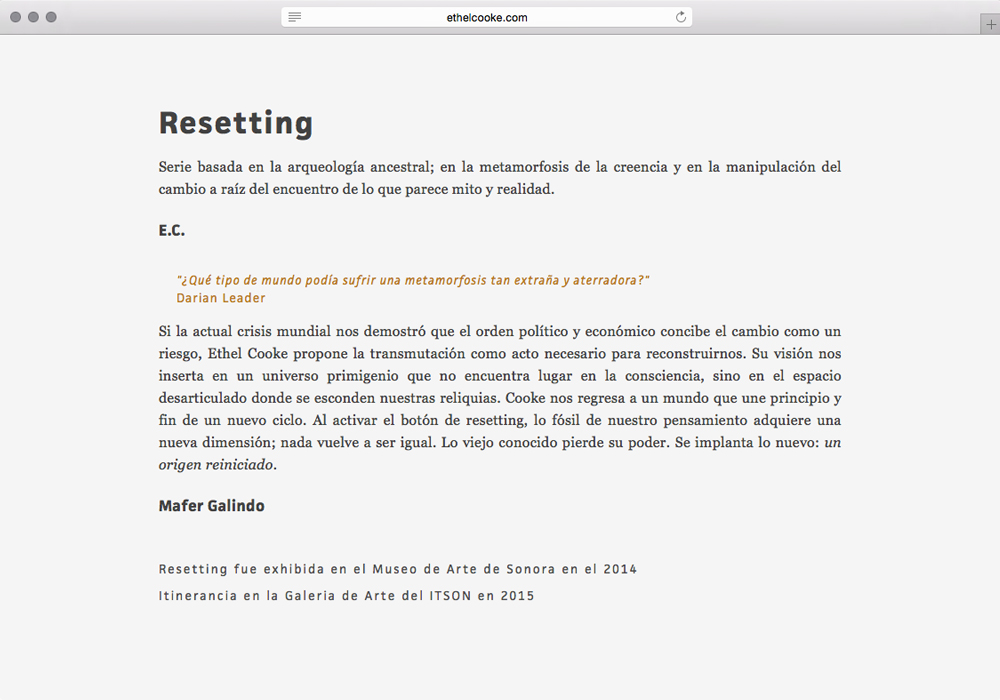 ethelcooke.com
Resetting
Serie basada en la arqueología ancestral; en la metamorfosis de la creencia y en la manipulación del
cambio a raíz del encuentro de lo que parece mito y realidad.
E.C.
"¿Qué tipo de mundo podía sufrir una metamorfosis tan extraña y aterradora?"
Darian Leader
Si la actual crisis mundial nos demostró que el orden político y económico concibe el cambio como un
riesgo, Ethel Cooke propone la transmutación como acto necesario para reconstruirnos. Su visión nos
inserta en un universo primigenio que no encuentra lugar en la consciencia, sino en el espacio
desarticulado donde se esconden nuestras reliquias. Cooke nos regresa a un mundo que une principio y
fin de un nuevo ciclo. Al activar el botón de resetting, lo fósil de nuestro pensamiento adquiere una
nueva dimensión; nada vuelve a ser igual. Lo viejo conocido pierde su poder. Se implanta lo nuevo: un
origen reiniciado.
Mafer Galindo
Resetting fue exhibida en el Museo de Arte de Sonora en el 2014
Itinerancia en la Galeria de Arte del ITSON en 2015